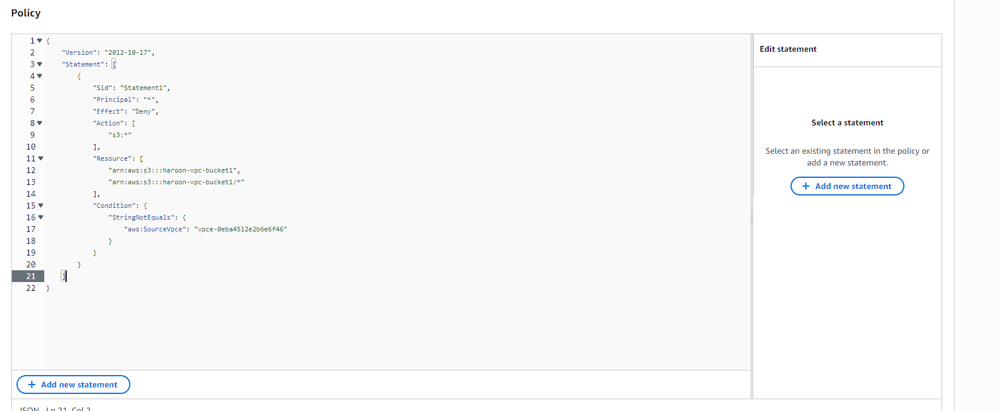 Policy
1 {
2 "Version": "2012-10-17",
3 "Statement": [
4 {
5 "Sid": "Statement1",
6 "Principal": "*",
7 "Effect": "Deny",
8 "Action": [
9 "s3:*"
10 ],
11 "Resource": [
12 "arn:aws:s3:::haroon-vpc-bucket1",
13 "arn:aws:s3:::haroon-vpc-bucket1/*"
14 ],
15 "Condition": {
16 "StringNotEquals": {
17 "aws:SourceVpce": "vpce-0eba4512e2b6e6f46"
18 }
19 }
20 }
21 ]
22 }
+ Add new statement
JSON Ln 21, Col 2
Edit statement
Select a statement
Select an existing statement in the policy or
add a new statement.
+ Add new statement